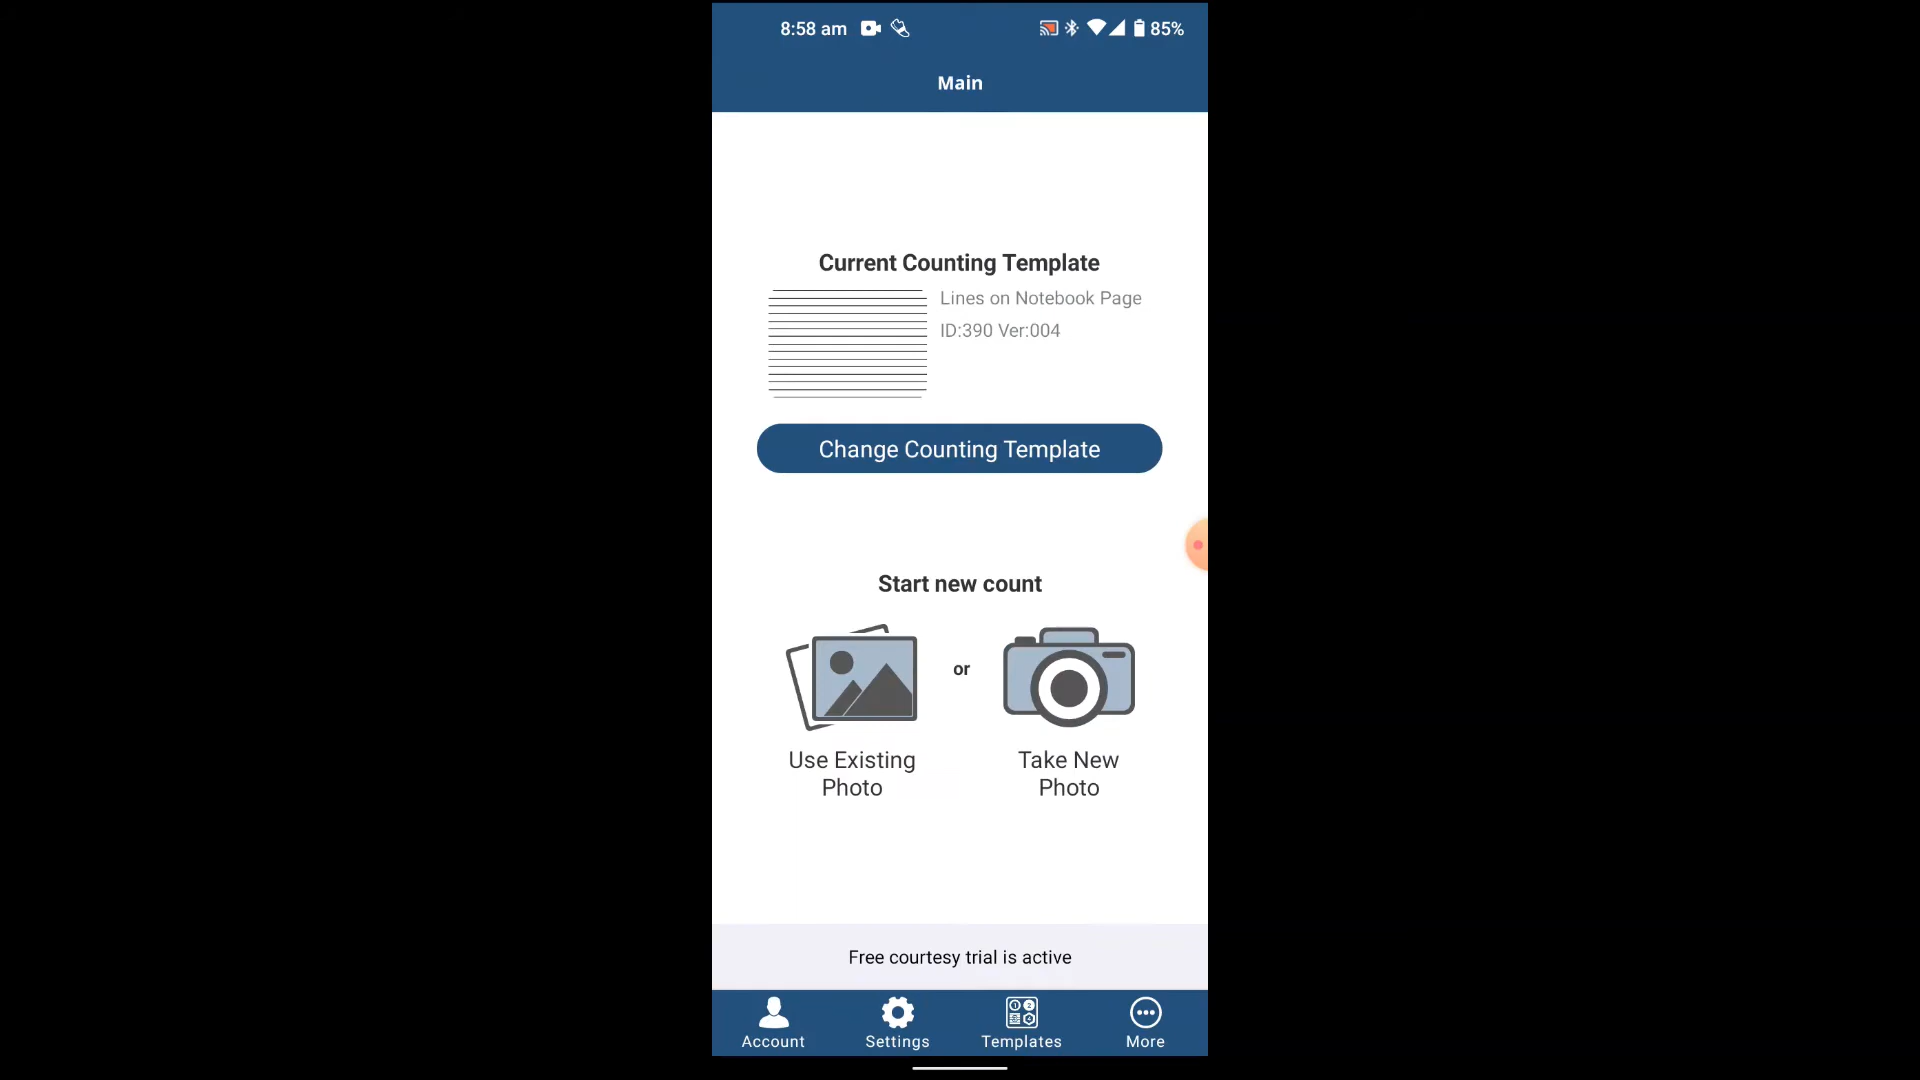 8:58 am 85%
Main
Current Counting Template
Lines on Notebook Page
ID:390 Ver:004
Change Counting Template
Start new count
or
Use Existing
Photo
Take New
Photo
Free courtesy trial is active
Account Settings Templates More